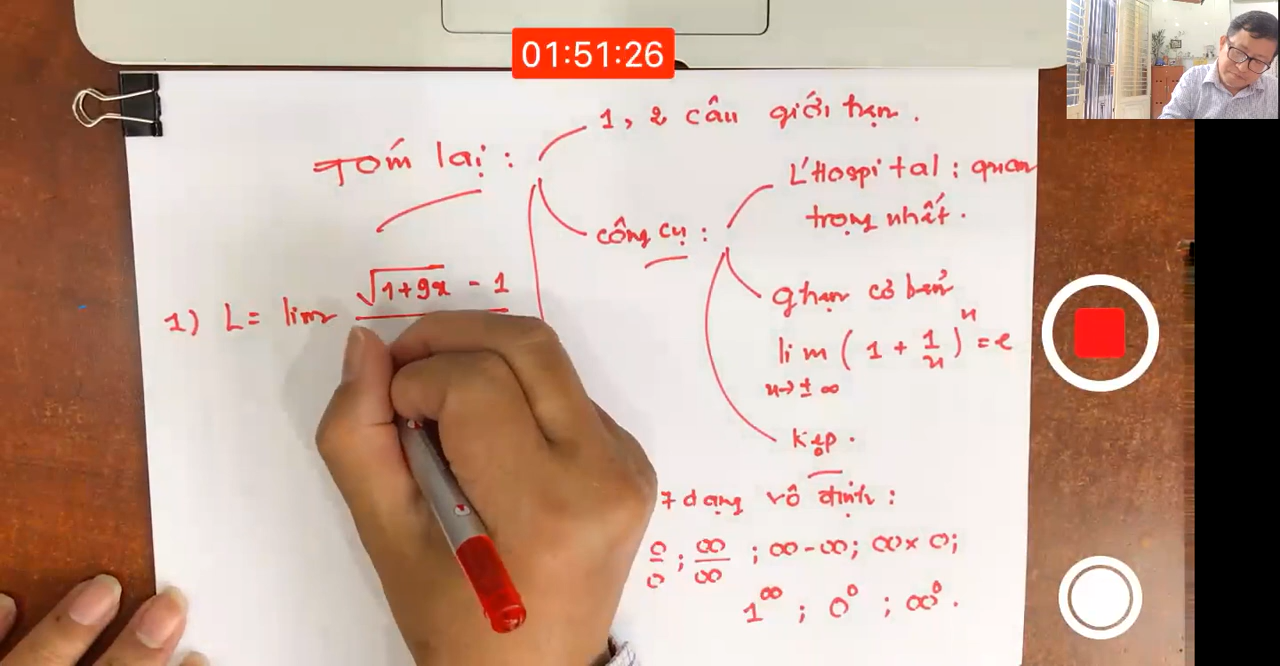 01:51:26
Tóm lại :
1, 2 câu giới hạn.
công cụ :
L'Hospital : quan
trọng nhất.
ghạn cơ bản
lim ( 1 + 1/x )^x = e
x→ ± ∞
kẹp.
1) L = lim (√(1+9x) - 1)
7 dạng vô định :
0/0 ; ∞/∞ ; ∞-∞; ∞×0;
1^∞ ; 0^0 ; ∞^0.